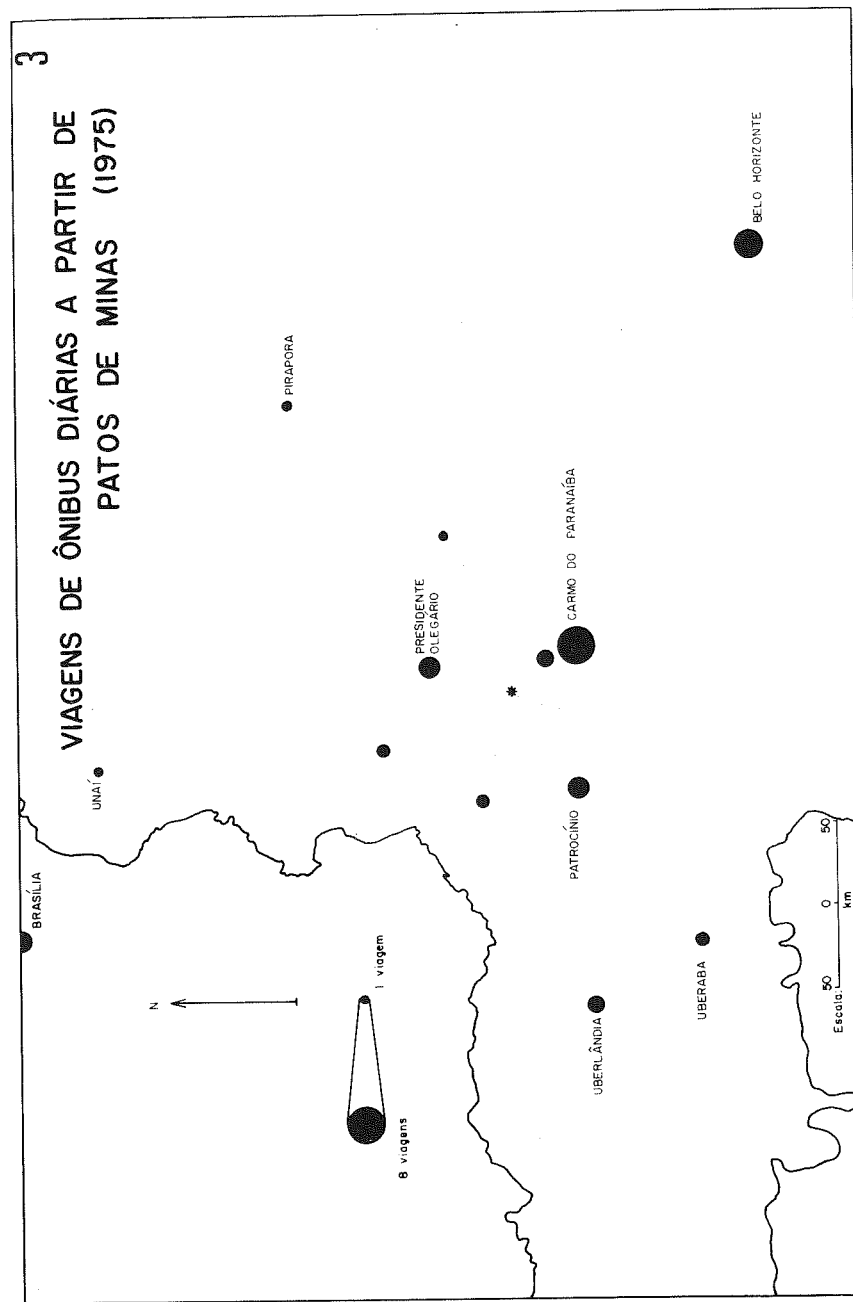 3
VIAGENS DE ÔNIBUS DIÁRIAS A PARTIR DE
PATOS DE MINAS (1975)
BRASÍLIA
UNAÍ
N
PIRAPORA
1 viagem
8 viagens
PRESIDENTE
OLEGÁRIO
CARMO DO PARANAÍBA
PATROCÍNIO
UBERLÂNDIA
UBERABA
BELO HORIZONTE
50 0 50
Escala:
km